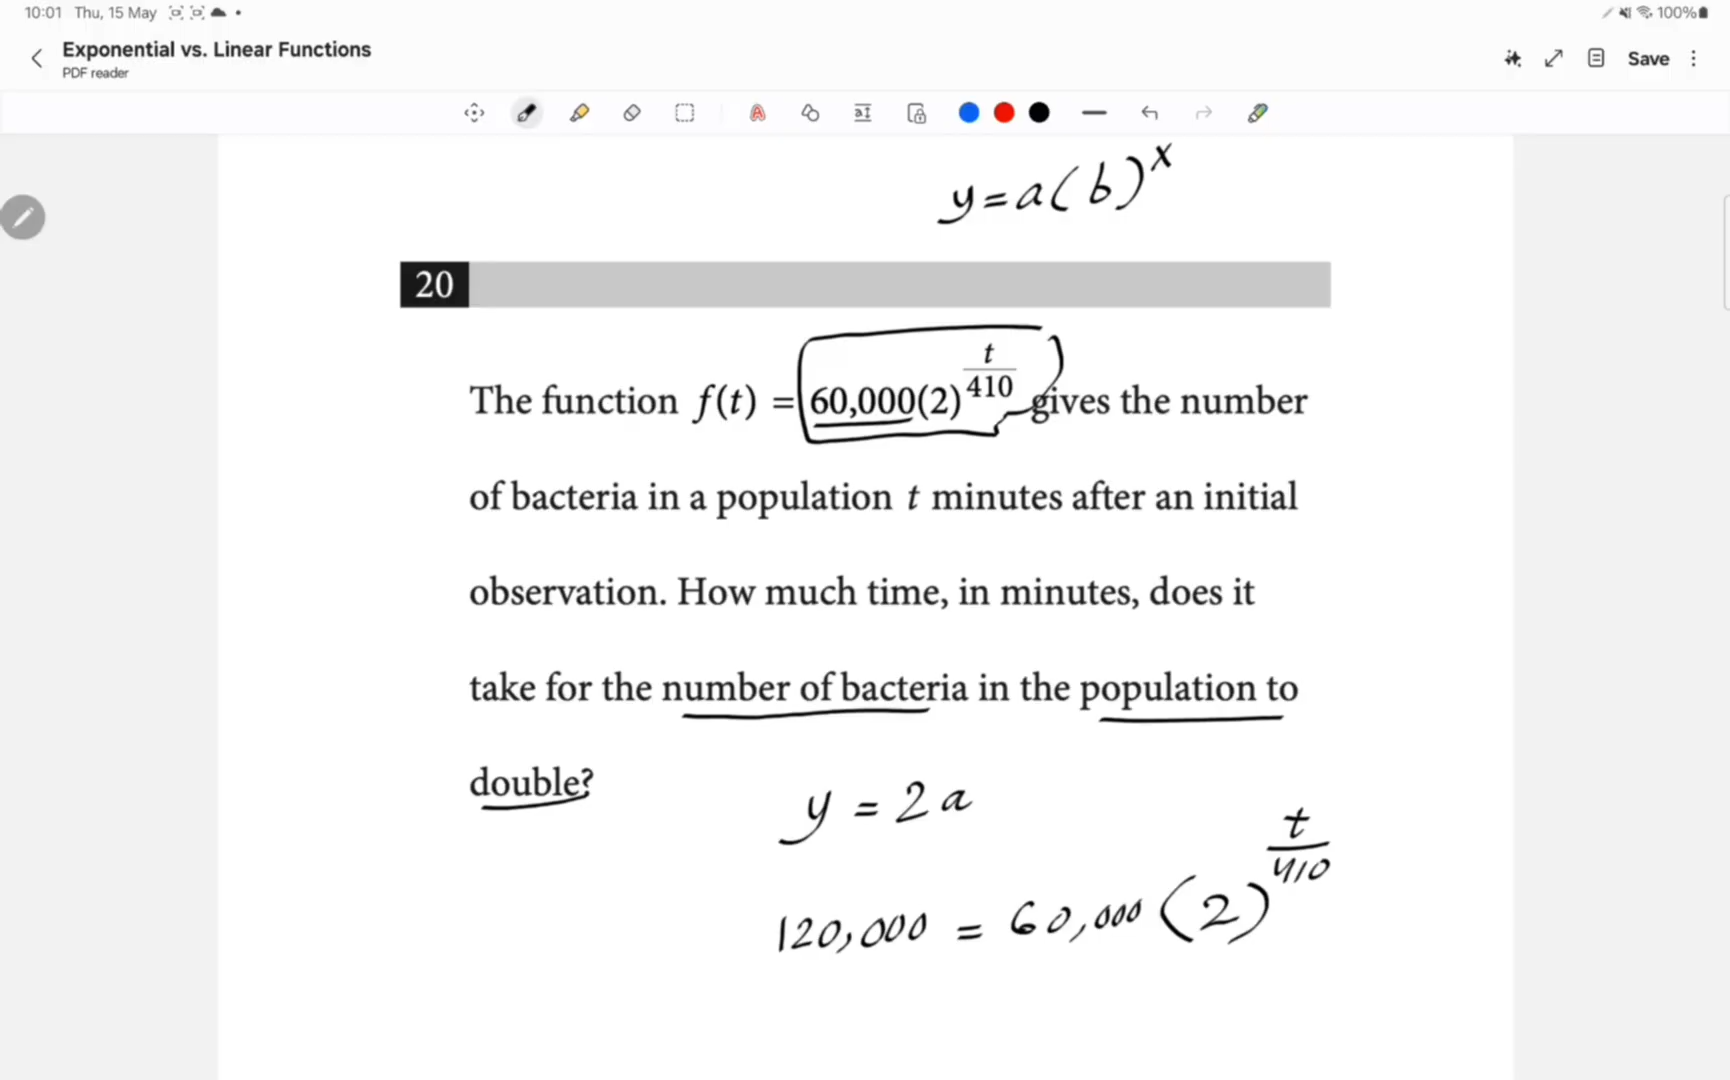 10:01 Thu, 15 May 100%
Exponential vs. Linear Functions
PDF reader
Save
y = a(b)^x
20
The function f(t) = 60,000(2)^(t/410) gives the number
of bacteria in a population t minutes after an initial
observation. How much time, in minutes, does it
take for the number of bacteria in the population to
double?
y = 2a
120,000 = 60,000 (2)^(t/410)